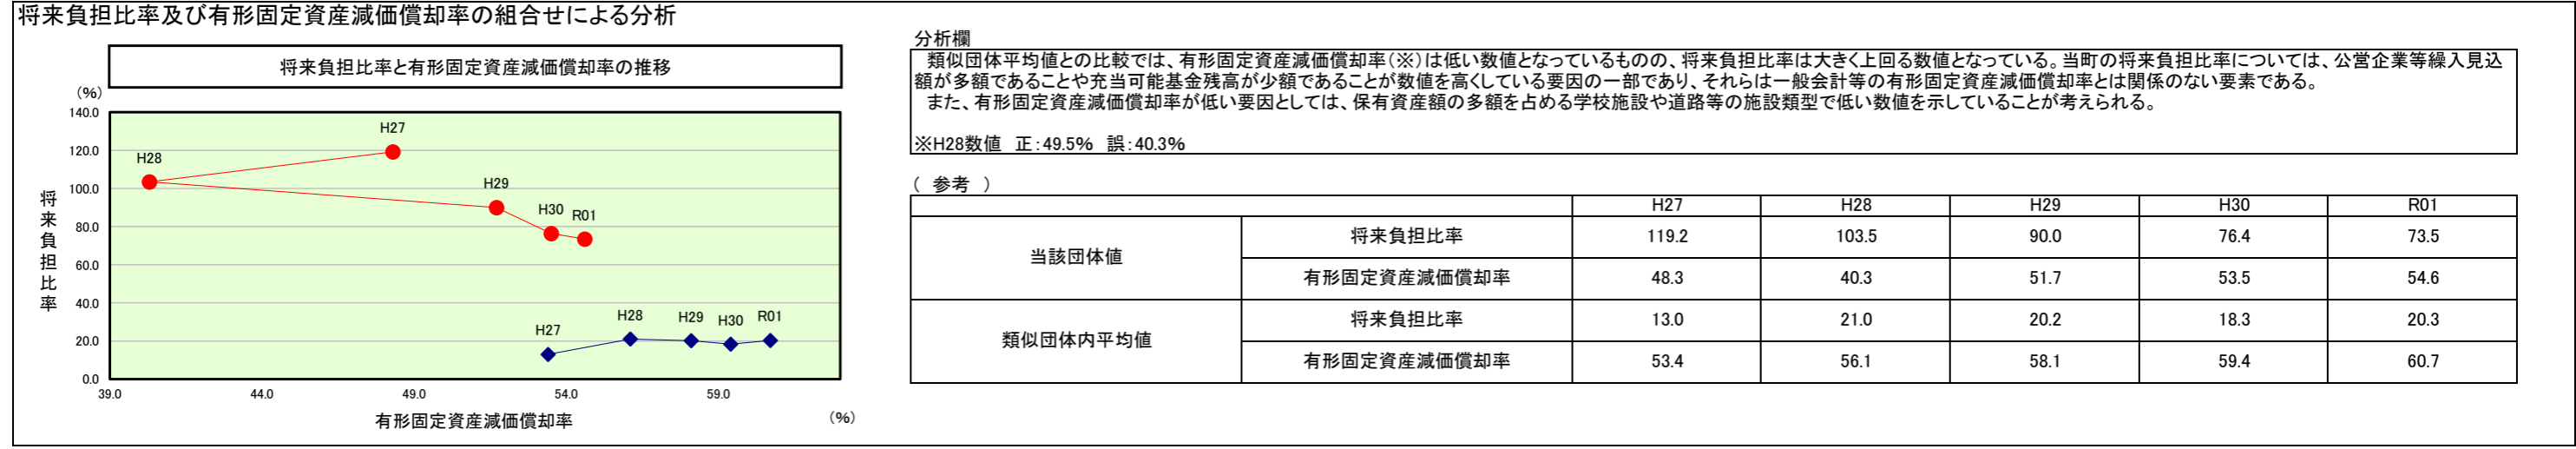 将来負担比率及び有形固定資産減価償却率の組合せによる分析
将来負担比率と有形固定資産減価償却率の推移
(%)
140.0
120.0
100.0
80.0
60.0
40.0
20.0
0.0
将来負担比率
H27
H28
H29
H30
R01
H27
H28
H29
H30
R01
39.0 44.0 49.0 54.0 59.0
有形固定資産減価償却率
(%)
分析欄
類似団体平均値との比較では、有形固定資産減価償却率(※)は低い数値となっているものの、将来負担比率は大きく上回る数値となっている。当町の将来負担比率については、公営企業等繰入見込
額が多額であることや充当可能基金残高が少額であることが数値を高くしている要因の一部であり、それらは一般会計等の有形固定資産減価償却率とは関係のない要素である。
また、有形固定資産減価償却率が低い要因としては、保有資産額の多額を占める学校施設や道路等の施設類型で低い数値を示していることが考えられる。
※H28数値 正:49.5% 誤:40.3%
( 参考 )
H27 H28 H29 H30 R01
当該団体値
将来負担比率 119.2 103.5 90.0 76.4 73.5
有形固定資産減価償却率 48.3 40.3 51.7 53.5 54.6
類似団体内平均値
将来負担比率 13.0 21.0 20.2 18.3 20.3
有形固定資産減価償却率 53.4 56.1 58.1 59.4 60.7